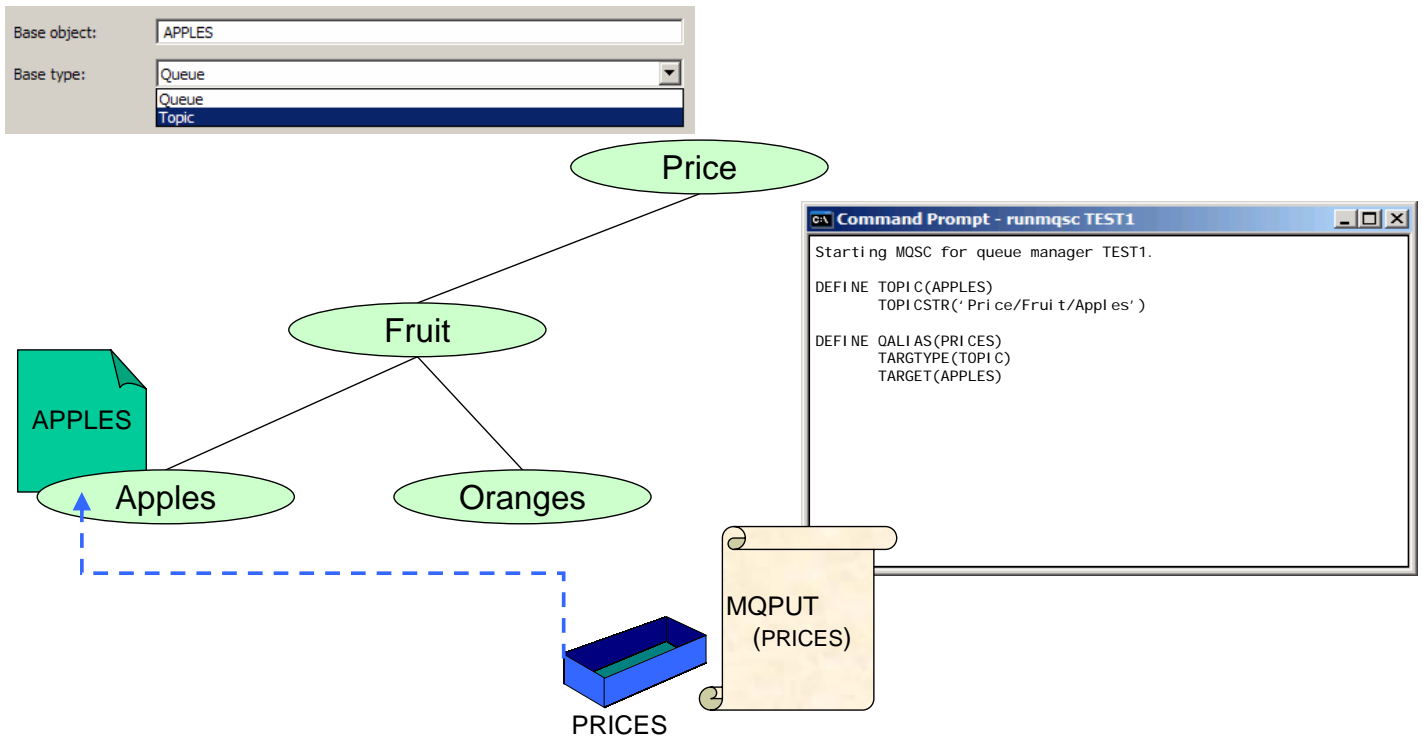 Base object: APPLES
Base type: Queue
Queue
Topic
Price
Fruit
APPLES
Apples
Oranges
Command Prompt - runmqsc TEST1
Starting MQSC for queue manager TEST1.
DEFINE TOPIC(APPLES)
TOPICSTR(‘Price/Fruit/Apples’)
DEFINE QALIAS(PRICES)
TARGTYPE(TOPIC)
TARGET(APPLES)
MQPUT
(PRICES)
PRICES